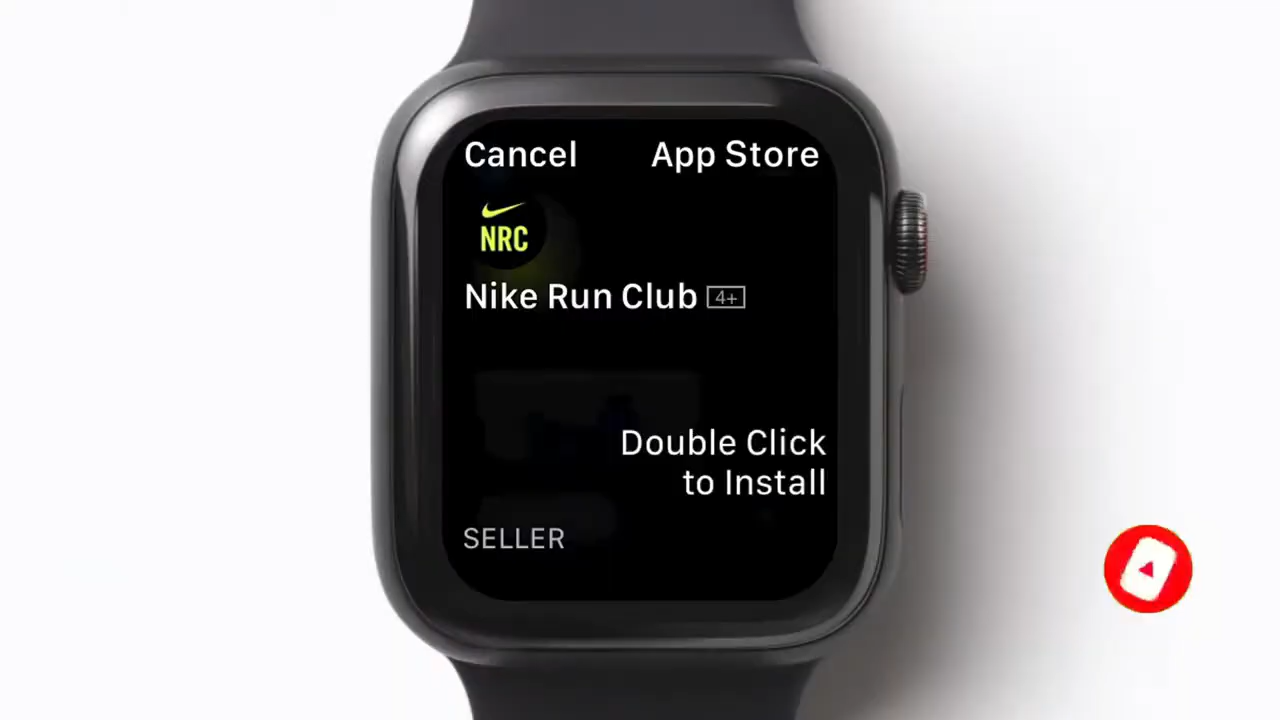 Cancel App Store
NRC
Nike Run Club 4+
Double Click
to Install
SELLER